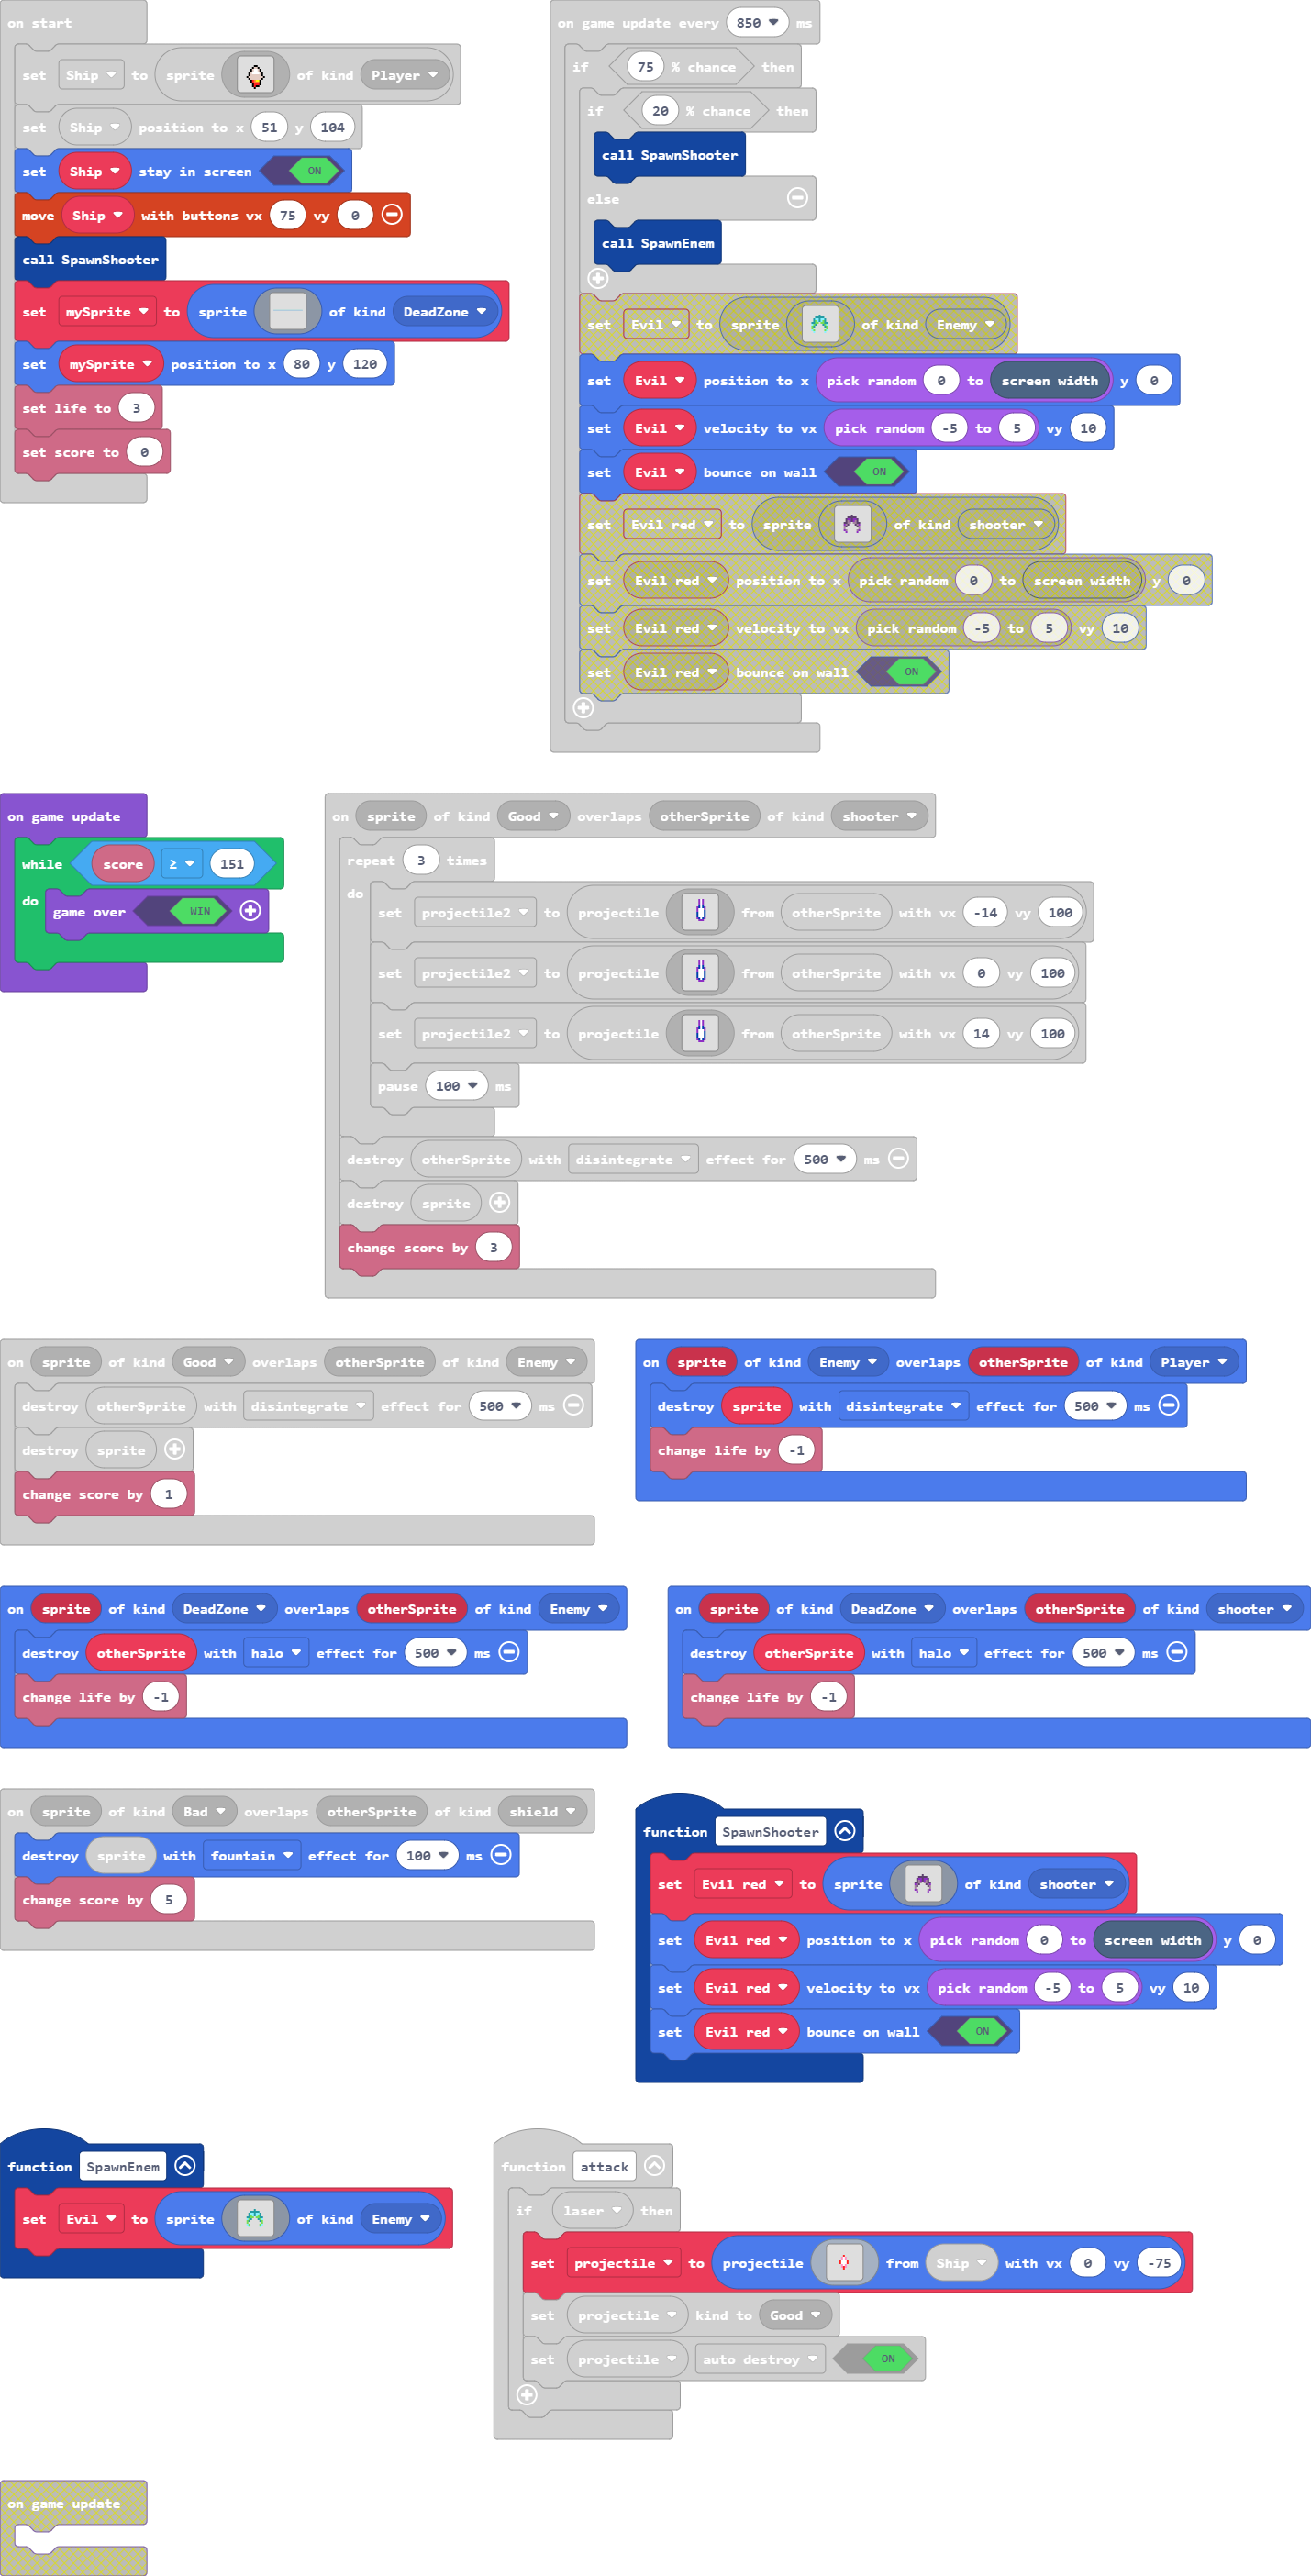 on start
set Ship to sprite of kind Player
set Ship position to x 51 y 104
set Ship stay in screen ON
move Ship with buttons vx 75 vy 0
call SpawnShooter
set mySprite to sprite of kind DeadZone
set mySprite position to x 80 y 120
set life to 3
set score to 0
on game update every 850 ms
if 75 % chance then
if 20 % chance then
call SpawnShooter
else
call SpawnEnem
set Evil to sprite of kind Enemy
set Evil position to x pick random 0 to screen width y 0
set Evil velocity to vx pick random -5 to 5 vy 10
set Evil bounce on wall ON
set Evil red to sprite of kind shooter
set Evil red position to x pick random 0 to screen width y 0
set Evil red velocity to vx pick random -5 to 5 vy 10
set Evil red bounce on wall ON
on game update
while score ≥ 151
do game over WIN
on sprite of kind Good overlaps otherSprite of kind shooter
repeat 3 times
do set projectile2 to projectile from otherSprite with vx -14 vy 100
set projectile2 to projectile from otherSprite with vx 0 vy 100
set projectile2 to projectile from otherSprite with vx 14 vy 100
pause 100 ms
destroy otherSprite with disintegrate effect for 500 ms
destroy sprite
change score by 3
on sprite of kind Good overlaps otherSprite of kind Enemy
destroy otherSprite with disintegrate effect for 500 ms
destroy sprite
change score by 1
on sprite of kind Enemy overlaps otherSprite of kind Player
destroy sprite with disintegrate effect for 500 ms
change life by -1
on sprite of kind DeadZone overlaps otherSprite of kind Enemy
destroy otherSprite with halo effect for 500 ms
change life by -1
on sprite of kind DeadZone overlaps otherSprite of kind shooter
destroy otherSprite with halo effect for 500 ms
change life by -1
on sprite of kind Bad overlaps otherSprite of kind shield
destroy sprite with fountain effect for 100 ms
change score by 5
function SpawnShooter
set Evil red to sprite of kind shooter
set Evil red position to x pick random 0 to screen width y 0
set Evil red velocity to vx pick random -5 to 5 vy 10
set Evil red bounce on wall ON
function SpawnEnem
set Evil to sprite of kind Enemy
function attack
if laser then
set projectile to projectile from Ship with vx 0 vy -75
set projectile kind to Good
set projectile auto destroy ON
on game update